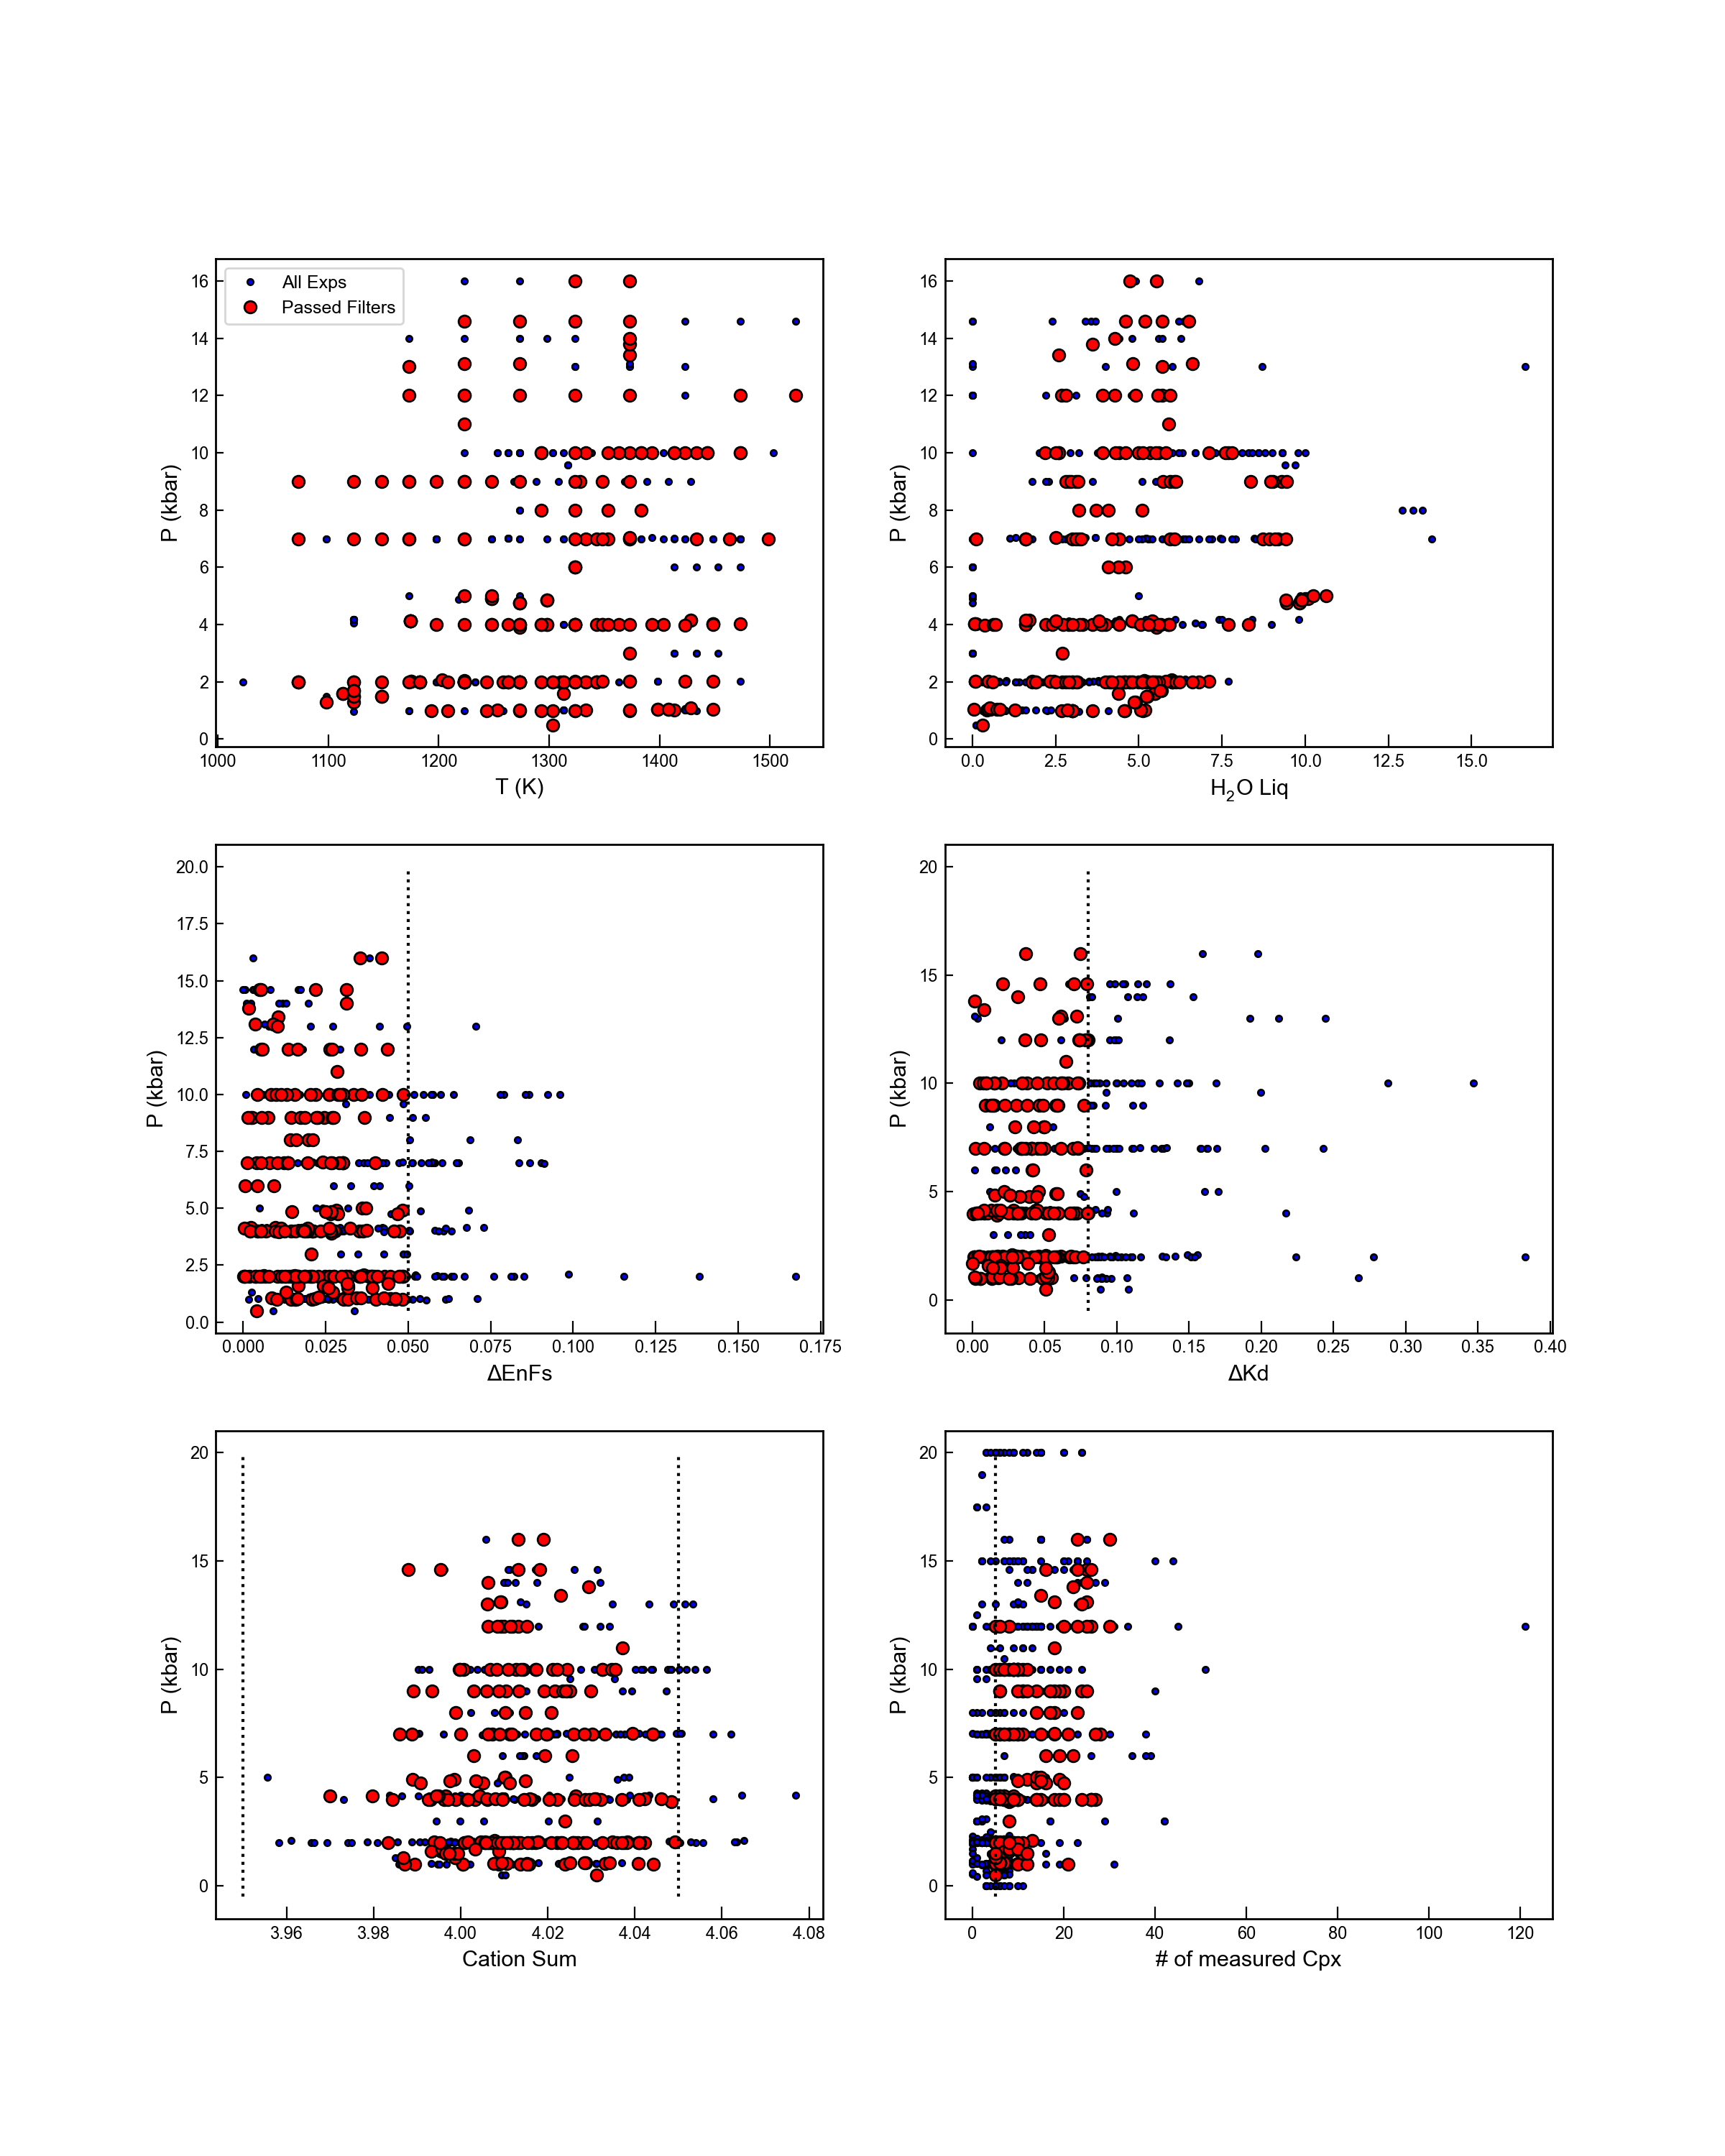 16
14
12
10
8
6
4
2
0
P (kbar)
All Exps
Passed Filters
1000 1100 1200 1300 1400 1500
T (K)
16
14
12
10
8
6
4
2
0
P (kbar)
0.0 2.5 5.0 7.5 10.0 12.5 15.0
H₂O Liq
20.0
17.5
15.0
12.5
10.0
7.5
5.0
2.5
0.0
P (kbar)
0.000 0.025 0.050 0.075 0.100 0.125 0.150 0.175
ΔEnFs
20
15
10
5
0
P (kbar)
0.00 0.05 0.10 0.15 0.20 0.25 0.30 0.35 0.40
ΔKd
20
15
10
5
0
P (kbar)
3.96 3.98 4.00 4.02 4.04 4.06 4.08
Cation Sum
20
15
10
5
0
P (kbar)
0 20 40 60 80 100 120
# of measured Cpx